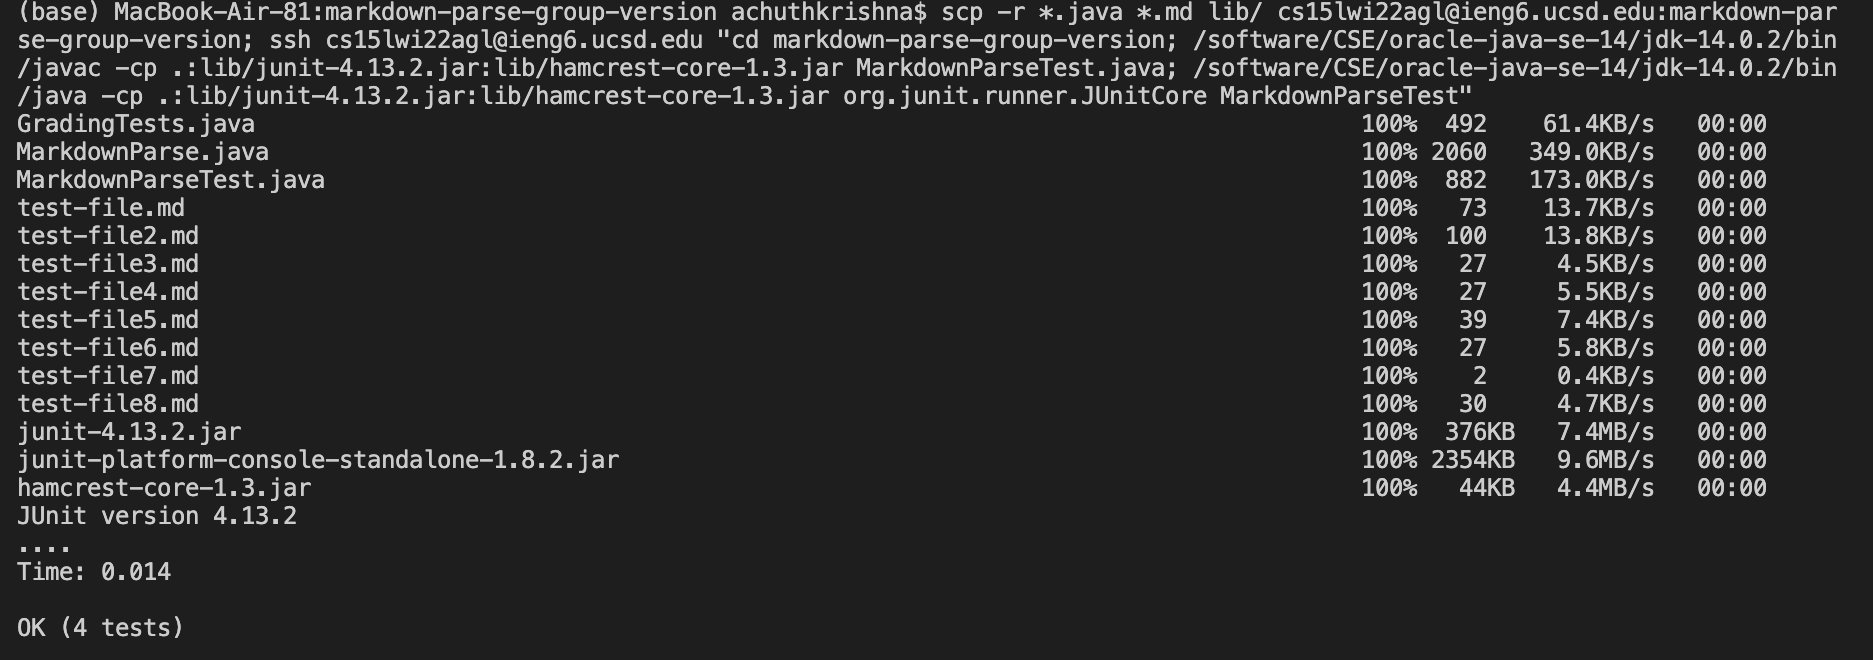 (base) MacBook-Air-81:markdown-parse-group-version achuthkrishna$ scp -r *.java *.md lib/ cs15lwi22agl@ieng6.ucsd.edu:markdown-par
se-group-version; ssh cs15lwi22agl@ieng6.ucsd.edu "cd markdown-parse-group-version; /software/CSE/oracle-java-se-14/jdk-14.0.2/bin
/javac -cp .:lib/junit-4.13.2.jar:lib/hamcrest-core-1.3.jar MarkdownParseTest.java; /software/CSE/oracle-java-se-14/jdk-14.0.2/bin
/java -cp .:lib/junit-4.13.2.jar:lib/hamcrest-core-1.3.jar org.junit.runner.JUnitCore MarkdownParseTest"
GradingTests.java 100% 492 61.4KB/s 00:00
MarkdownParse.java 100% 2060 349.0KB/s 00:00
MarkdownParseTest.java 100% 882 173.0KB/s 00:00
test-file.md 100% 73 13.7KB/s 00:00
test-file2.md 100% 100 13.8KB/s 00:00
test-file3.md 100% 27 4.5KB/s 00:00
test-file4.md 100% 27 5.5KB/s 00:00
test-file5.md 100% 39 7.4KB/s 00:00
test-file6.md 100% 27 5.8KB/s 00:00
test-file7.md 100% 2 0.4KB/s 00:00
test-file8.md 100% 30 4.7KB/s 00:00
junit-4.13.2.jar 100% 376KB 7.4MB/s 00:00
junit-platform-console-standalone-1.8.2.jar 100% 2354KB 9.6MB/s 00:00
hamcrest-core-1.3.jar 100% 44KB 4.4MB/s 00:00
JUnit version 4.13.2
....
Time: 0.014
OK (4 tests)